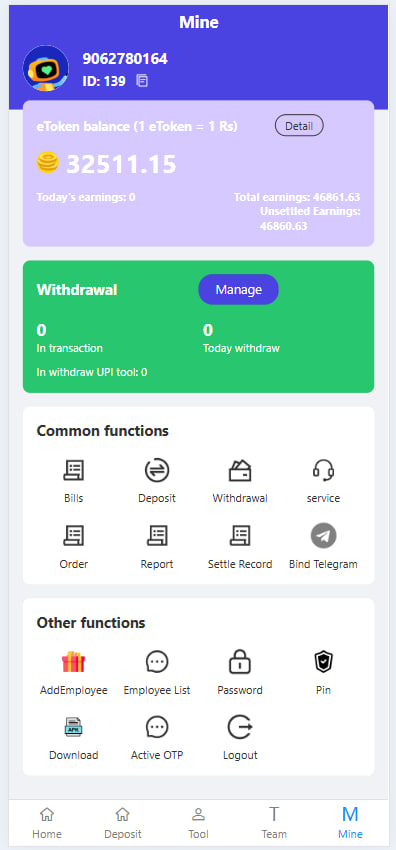 Mine
9062780164
ID: 139
eToken balance (1 eToken = 1 Rs)
Detail
32511.15
Today's earnings: 0
Total earnings: 46861.63
Unsettled Earnings:
46860.63
Withdrawal
Manage
0
0
In transaction
Today withdraw
In withdraw UPI tool: 0
Common functions
Bills
Deposit
Withdrawal
service
Order
Report
Settle Record
Bind Telegram
Other functions
AddEmployee
Employee List
Password
Pin
APK
Download
Active OTP
Logout
T
M
Home
Deposit
Tool
Team
Mine